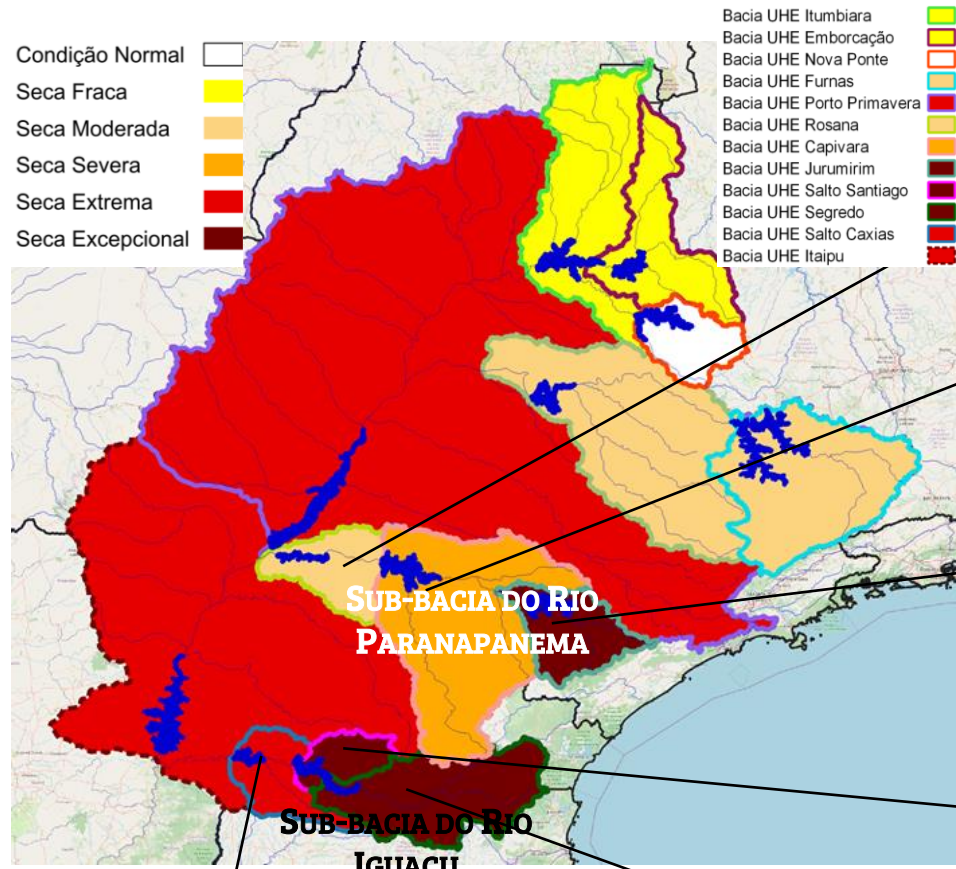 Condição Normal
Seca Fraca
Seca Moderada
Seca Severa
Seca Extrema
Seca Excepcional
Bacia UHE Itumbiara
Bacia UHE Emborcação
Bacia UHE Nova Ponte
Bacia UHE Furnas
Bacia UHE Porto Primavera
Bacia UHE Rosana
Bacia UHE Capivara
Bacia UHE Jurumirim
Bacia UHE Salto Santiago
Bacia UHE Segredo
Bacia UHE Salto Caxias
Bacia UHE Itaipu
SUB-BACIA DO RIO
PARANAPANEMA
SUB-BACIA DO RIO
IGUAÇU